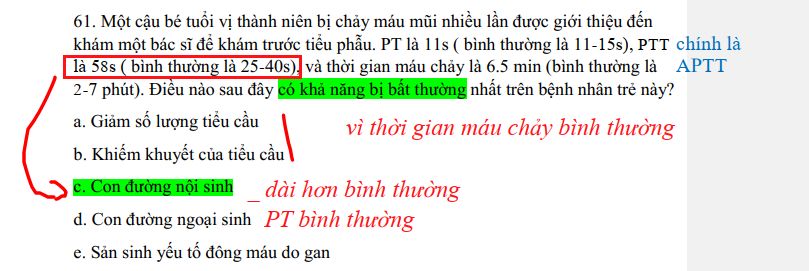 61. Một cậu bé tuổi vị thành niên bị chảy máu mũi nhiều lần được giới thiệu đến
khám một bác sĩ để khám trước tiểu phẫu. PT là 11s ( bình thường là 11-15s), PTT chính là
là 58s ( bình thường là 25-40s), và thời gian máu chảy là 6.5 min (bình thường là APTT
2-7 phút). Điều nào sau đây có khả năng bị bất thường nhất trên bệnh nhân trẻ này?
a. Giảm số lượng tiểu cầu
vì thời gian máu chảy bình thường
b. Khiếm khuyết của tiểu cầu
c. Con đường nội sinh _ dài hơn bình thường
d. Con đường ngoại sinh PT bình thường
e. Sản sinh yếu tố đông máu do gan